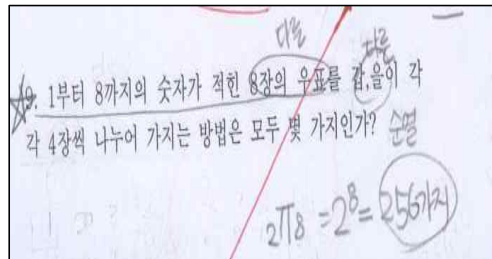 다름 다른
9. 1부터 8까지의 숫자가 적힌 8장의 우표를 갑,을이 각
각 4장씩 나누어 가지는 방법은 모두 몇 가지인가? 순열
₂Π₈ = 2⁸ = 256가지